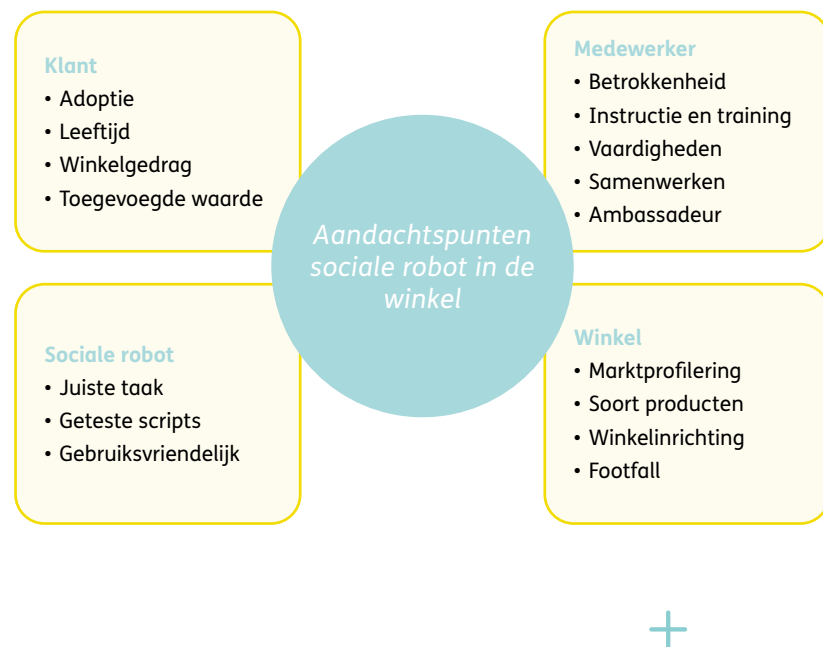 Klant
• Adoptie
• Leeftijd
• Winkelgedrag
• Toegevoegde waarde
Medewerker
• Betrokkenheid
• Instructie en training
• Vaardigheden
• Samenwerken
• Ambassadeur
Aandachtspunten
sociale robot in de
winkel
Sociale robot
• Juiste taak
• Geteste scripts
• Gebruiksvriendelijk
Winkel
• Marktprofilering
• Soort producten
• Winkelinrichting
• Footfall